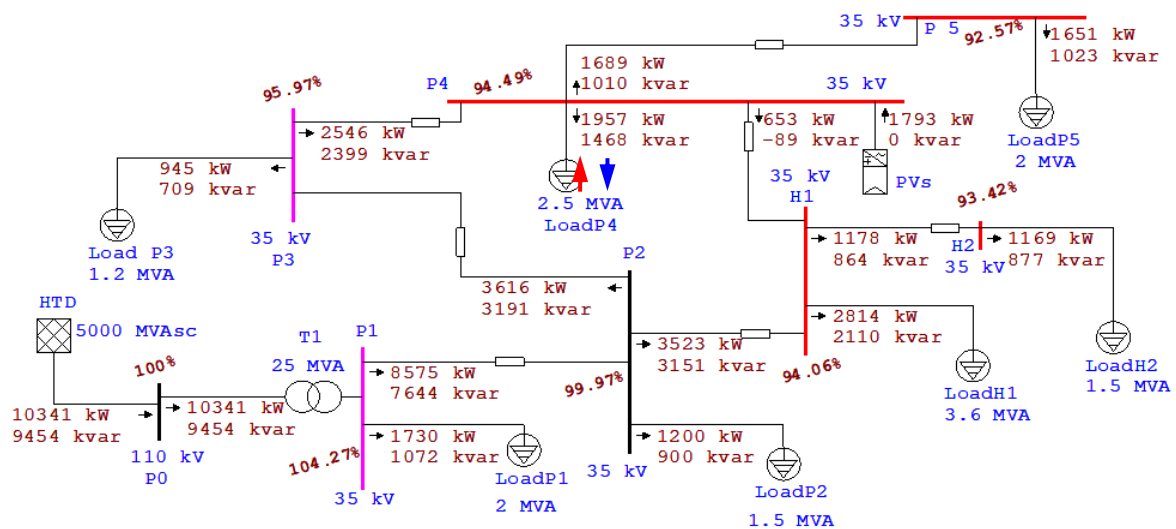 35 kV
P 5
92.57%
1651 kW
1023 kvar
LoadP5
2 MVA
P4
94.49%
1689 kW
1010 kvar
35 kV
95.97%
2546 kW
2399 kvar
1957 kW
1468 kvar
653 kW
-89 kvar
1793 kW
0 kvar
PVs
945 kW
709 kvar
2.5 MVA
LoadP4
35 kV
H1
93.42%
Load P3
1.2 MVA
35 kV
P3
1178 kW
864 kvar
H2
35 kV
1169 kW
877 kvar
P2
3616 kW
3191 kvar
HTD
5000 MVAsc
T1
25 MVA
P1
100%
8575 kW
7644 kvar
99.97%
3523 kW
3151 kvar
2814 kW
2110 kvar
94.06%
LoadH1
3.6 MVA
LoadH2
1.5 MVA
10341 kW
9454 kvar
10341 kW
9454 kvar
110 kV
P0
104.27%
1730 kW
1072 kvar
35 kV
LoadP1
2 MVA
1200 kW
900 kvar
35 kV
LoadP2
1.5 MVA